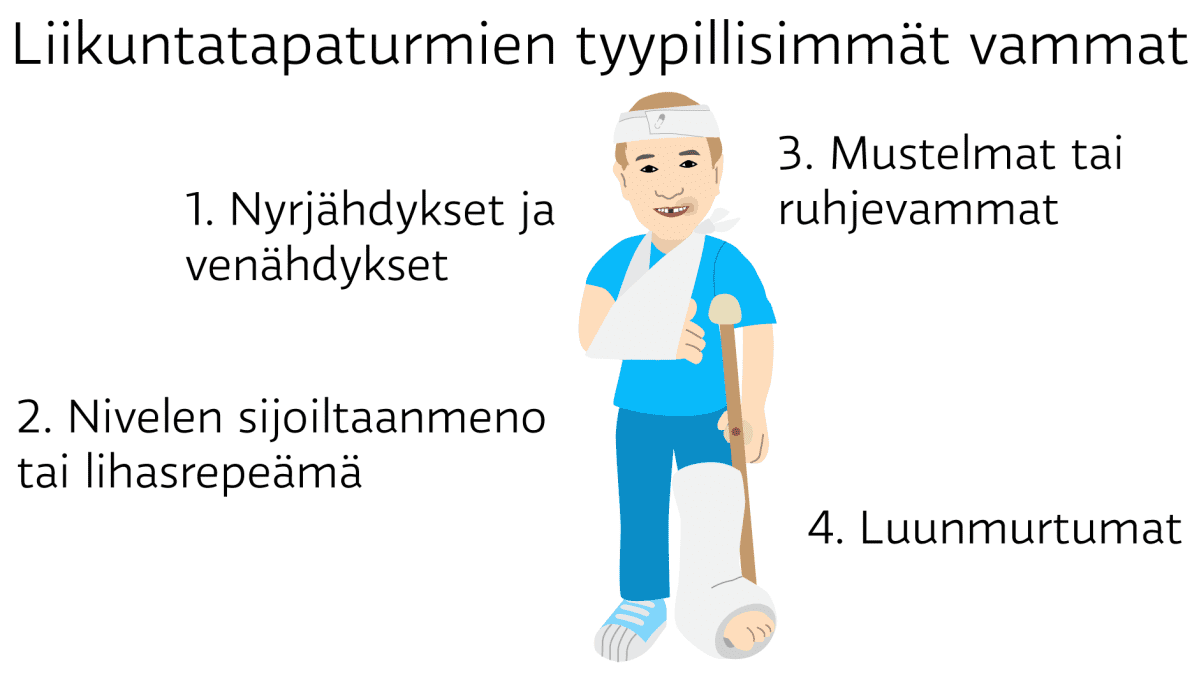 Liikuntatapaturmien tyypillisimmät vammat
1. Nyrjähdykset ja
venähdykset
2. Nivelen sijoiltaanmeno
tai lihasrepeämä
3. Mustelmat tai
ruhjevammat
4. Luunmurtumat